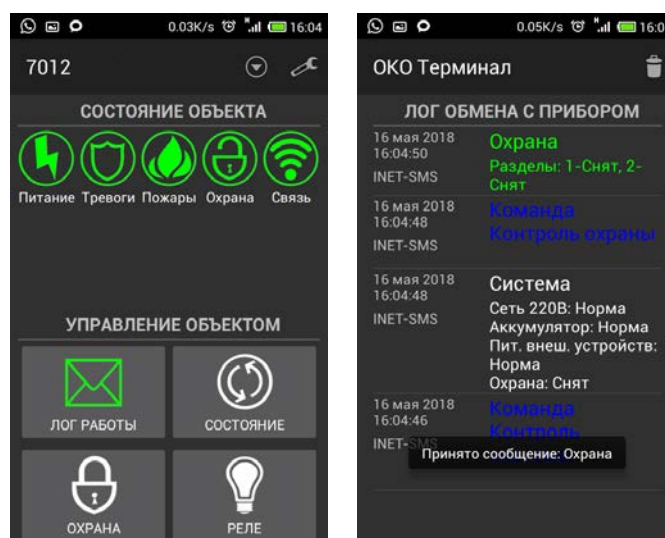 0.03K/s 16:04
7012
СОСТОЯНИЕ ОБЪЕКТА
Питание Тревоги Пожары Охрана Связь
УПРАВЛЕНИЕ ОБЪЕКТОМ
ЛОГ РАБОТЫ СОСТОЯНИЕ
ОХРАНА РЕЛЕ
0.05K/s 16:0
ОКО Терминал
ЛОГ ОБМЕНА С ПРИБОРОМ
16 мая 2018
16:04:50
INET-SMS
Охрана
Разделы: 1-Снят, 2-
Снят
16 мая 2018
16:04:48
INET-SMS
Команда
Контроль охраны
16 мая 2018
16:04:48
INET-SMS
Система
Сеть 220В: Норма
Аккумулятор: Норма
Пит. внеш. устройств:
Норма
Охрана: Снят
16 мая 2018
16:04:46
INET-SMS
Команда
Контроль
Принято сообщение: Охрана